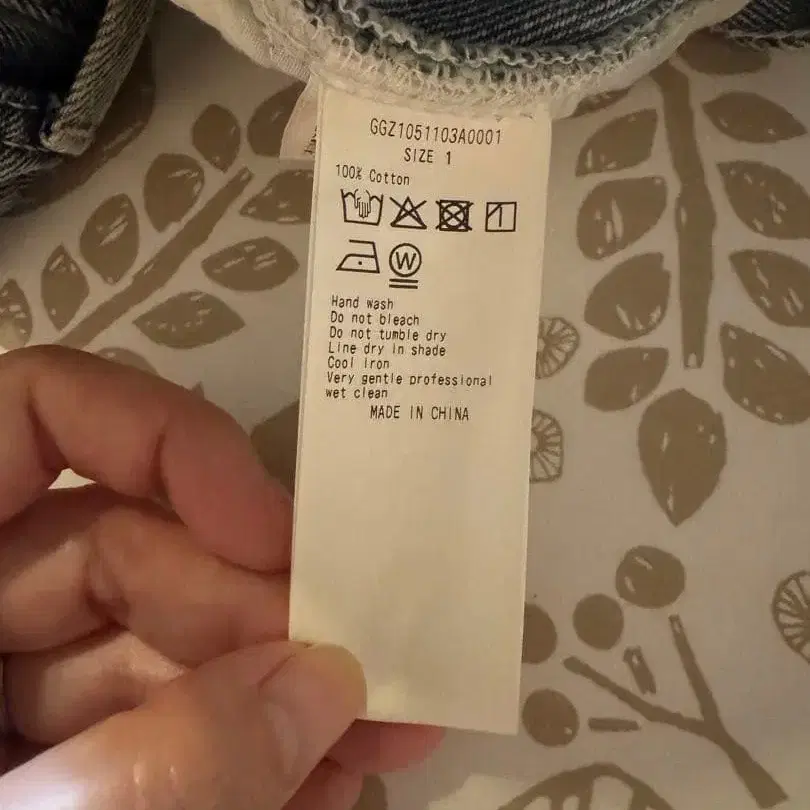 GGZ1051103A0001
SIZE 1
100% Cotton
W
Hand wash
Do not bleach
Do not tumble dry
Line dry in shade
Cool iron
Very gentle professional
wet clean
MADE IN CHINA